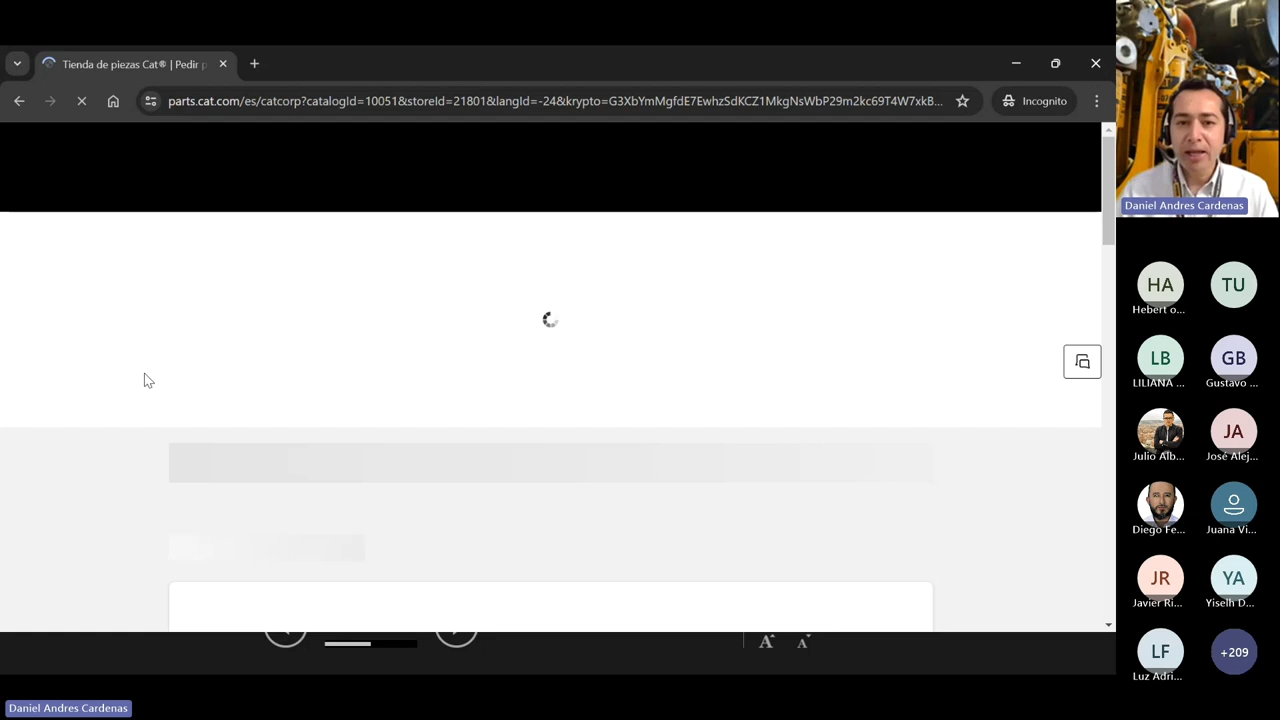 Tienda de piezas Cat® | Pedir p
parts.cat.com/es/catcorp?catalogId=10051&storeId=21801&langId=-24&krypto=G3XbYmMgfdE7EwhzSdKCZ1MkgNsWbP29m2kc69T4W7xkB...
Incognito
A
A
Daniel Andres Cardenas
HA
TU
Hebert o...
LB
GB
LILIANA ...
Gustavo ...
JA
Julio Alb...
José Alej...
Diego Fe...
Juana Vi...
JR
YA
Javier Ri...
Yiselh D...
LF
+209
Luz Adri...
Daniel Andres Cardenas